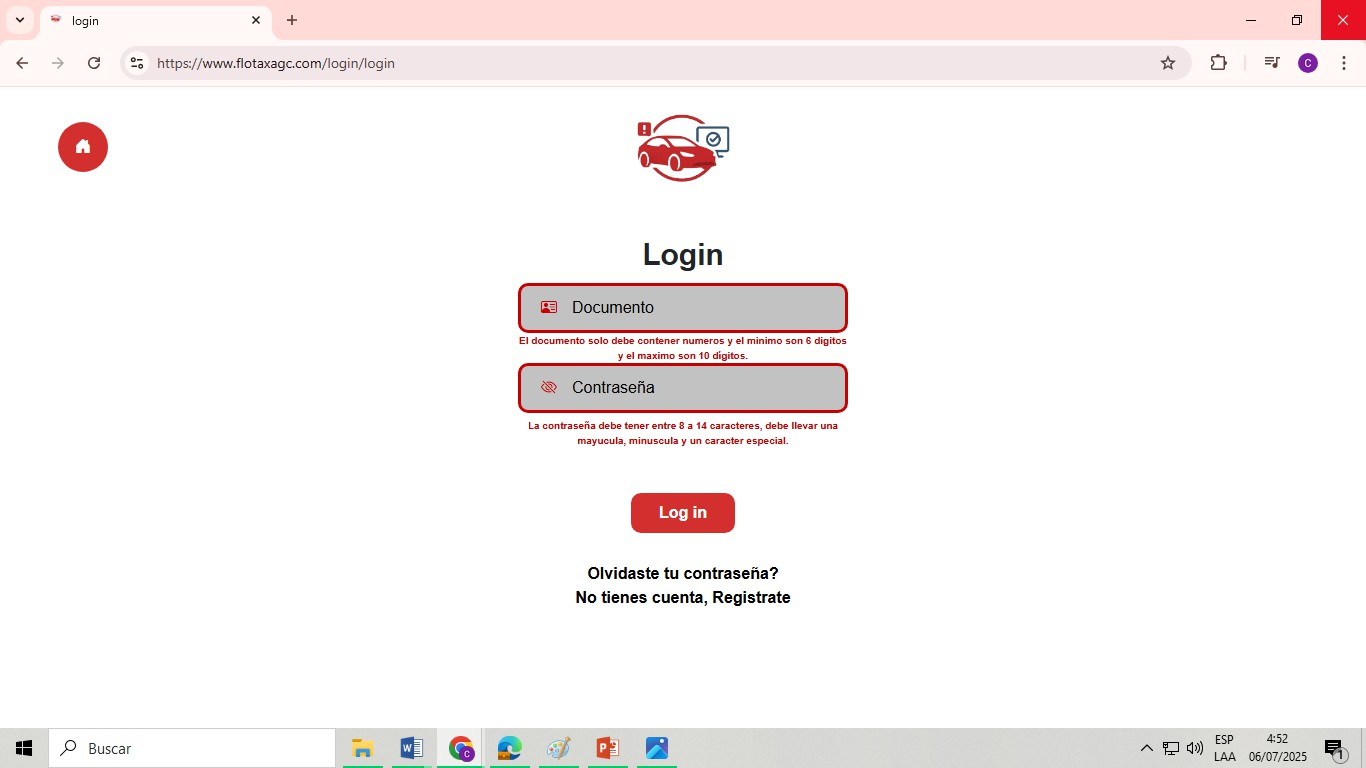 login
https://www.flotaxagc.com/login/login
C
Login
Documento
El documento solo debe contener numeros y el minimo son 6 digitos
y el maximo son 10 digitos.
Contraseña
La contraseña debe tener entre 8 a 14 caracteres, debe llevar una
mayucula, minuscula y un caracter especial.
Log in
Olvidaste tu contraseña?
No tienes cuenta, Registrate
Buscar
ESP
LAA
4:52
06/07/2025
1